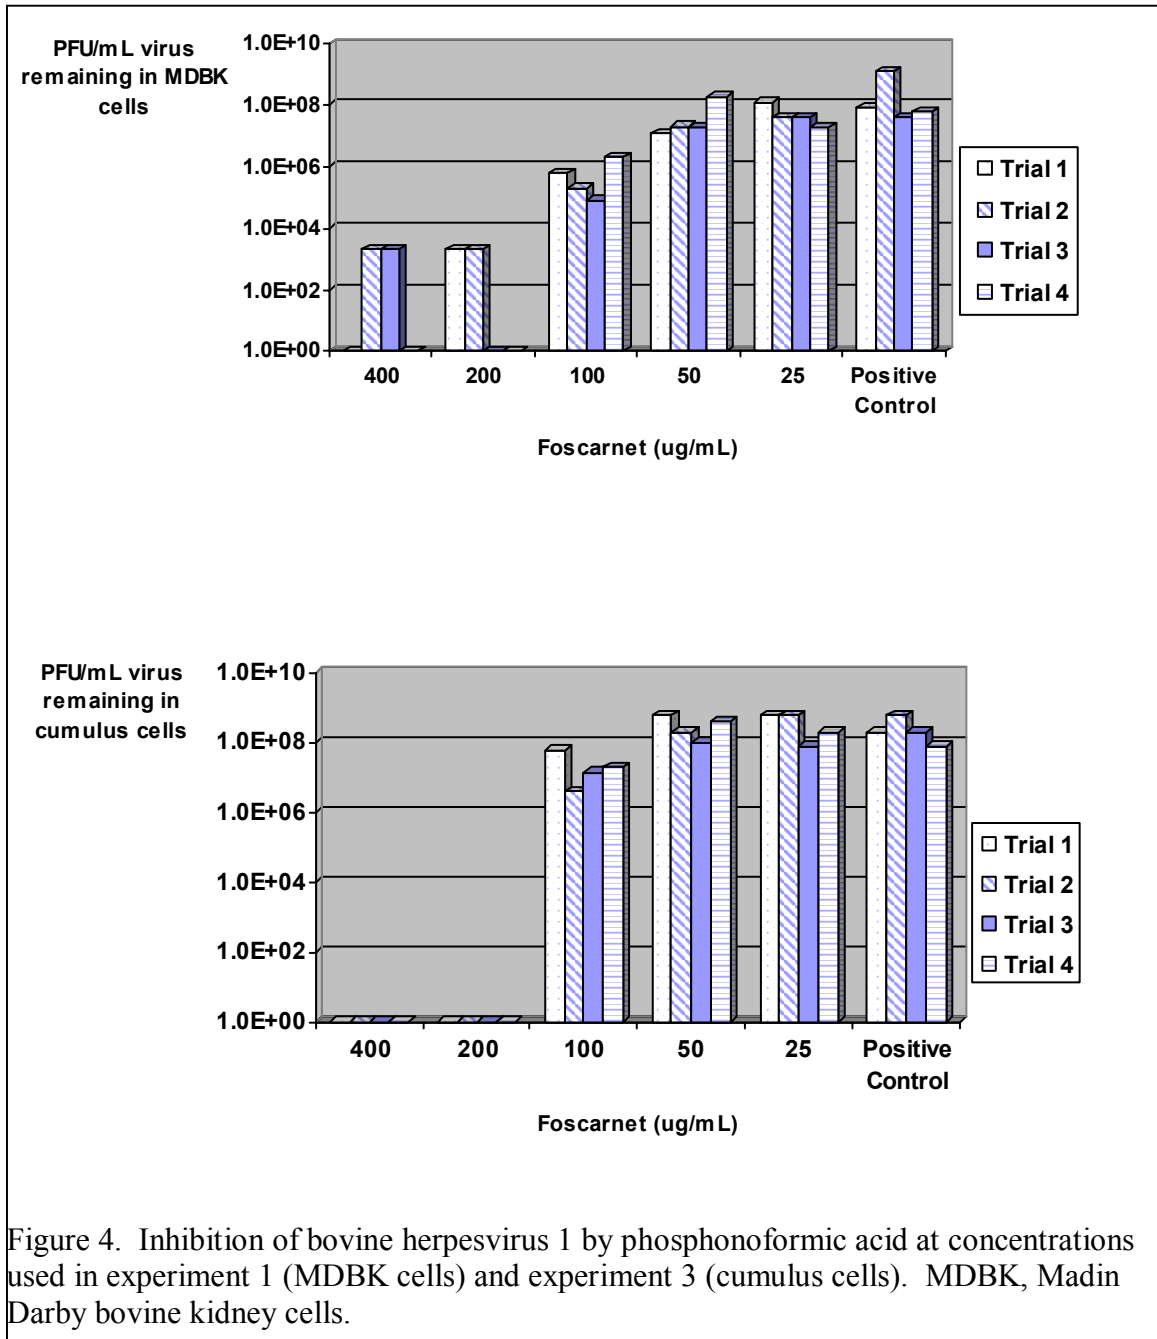 PFU/mL virus
remaining in MDBK
cells
1.0E+10
1.0E+08
1.0E+06
1.0E+04
1.0E+02
1.0E+00
400 200 100 50 25 Positive
Control
Foscarnet (ug/mL)
Trial 1
Trial 2
Trial 3
Trial 4
PFU/mL virus
remaining in
cumulus cells
1.0E+10
1.0E+08
1.0E+06
1.0E+04
1.0E+02
1.0E+00
400 200 100 50 25 Positive
Control
Foscarnet (ug/mL)
Trial 1
Trial 2
Trial 3
Trial 4
Figure 4.  Inhibition of bovine herpesvirus 1 by phosphonoformic acid at concentrations
used in experiment 1 (MDBK cells) and experiment 3 (cumulus cells).  MDBK, Madin
Darby bovine kidney cells.